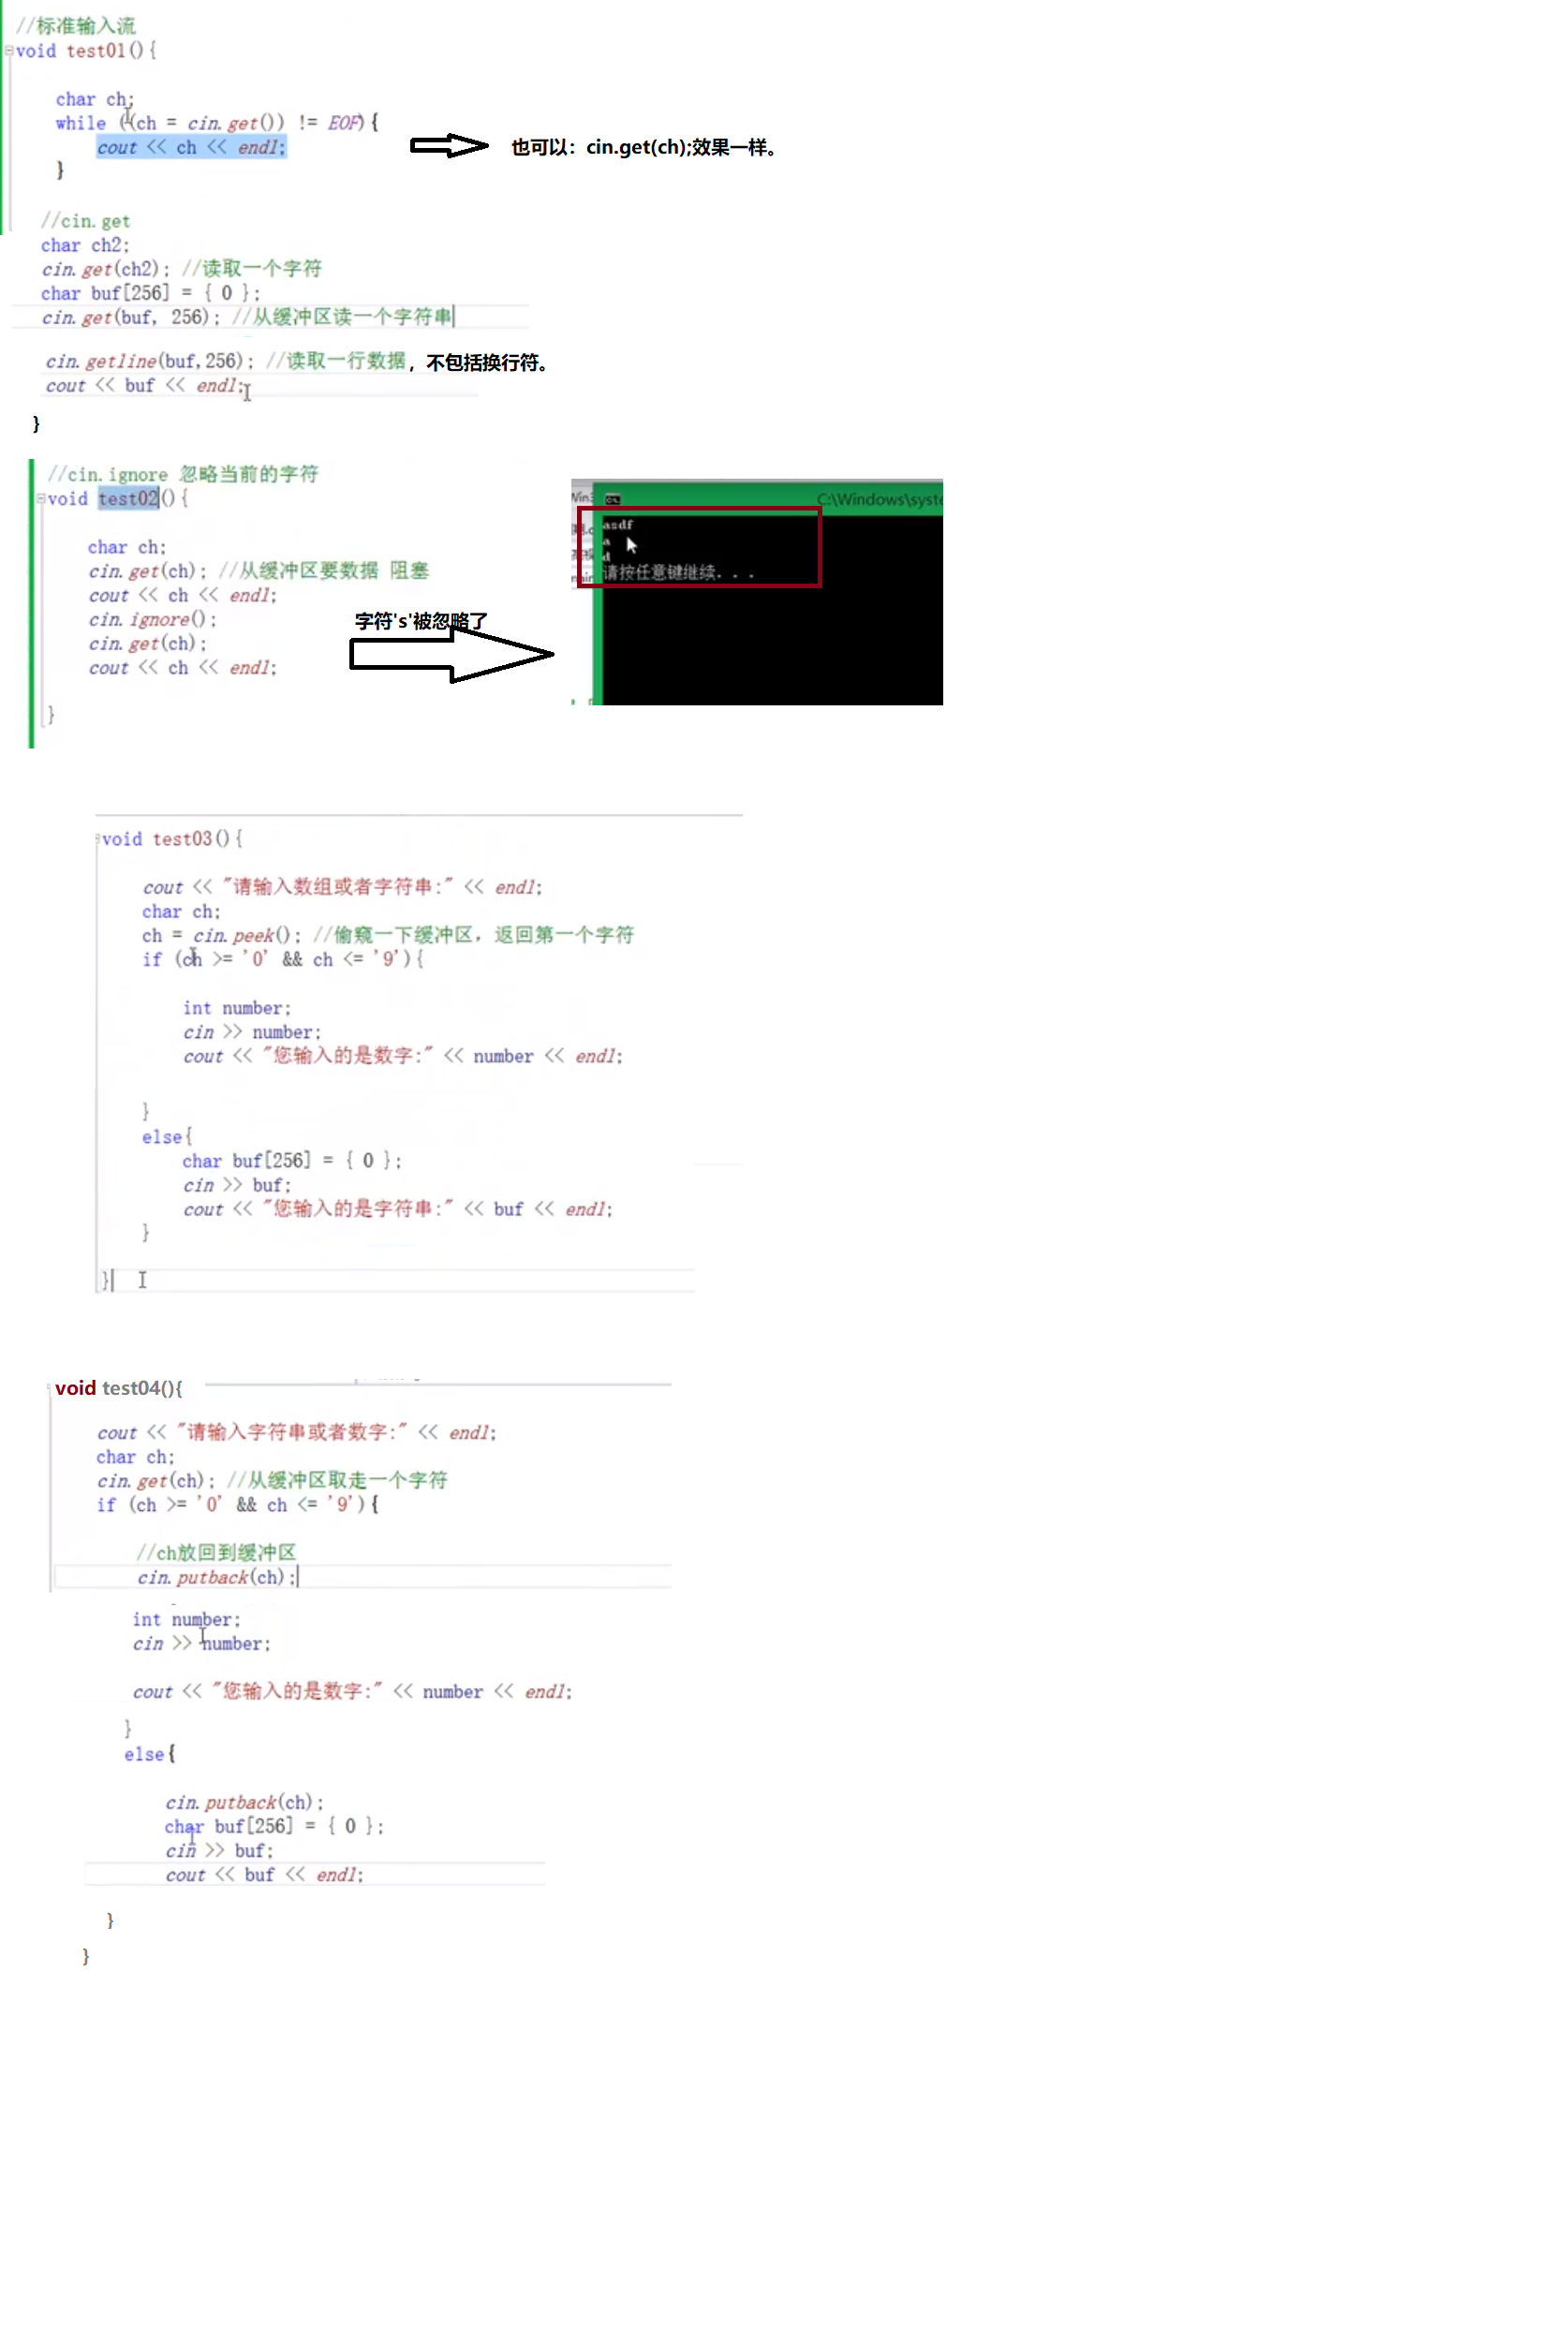 //标准输入流
void test01(){
char ch;
while ((ch = cin.get()) != EOF){
cout << ch << endl;
也可以：cin.get(ch);效果一样。
}
//cin.get
char ch2;
cin.get(ch2); //读取一个字符
char buf[256] = { 0 };
cin.get(buf, 256); //从缓冲区读一个字符串
cin.getline(buf,256); //读取一行数据，不包括换行符。
cout << buf << endl;
}
//cin.ignore 忽略当前的字符
void test02(){
char ch;
cin.get(ch); //从缓冲区要数据 阻塞
cout << ch << endl;
cin.ignore();
cin.get(ch);
cout << ch << endl;
}
字符's'被忽略了
C:\Windows\syste
asdf
a
d
请按任意键继续. . .
void test03(){
cout << "请输入数组或者字符串:" << endl;
char ch;
ch = cin.peek(); //偷窥一下缓冲区，返回第一个字符
if (ch >= '0' && ch <= '9'){
int number;
cin >> number;
cout << "您输入的是数字:" << number << endl;
}
else{
char buf[256] = { 0 };
cin >> buf;
cout << "您输入的是字符串:" << buf << endl;
}
}
void test04(){
cout << "请输入字符串或者数字:" << endl;
char ch;
cin.get(ch); //从缓冲区取走一个字符
if (ch >= '0' && ch <= '9'){
//ch放回到缓冲区
cin.putback(ch);
int number;
cin >> number;
cout << "您输入的是数字:" << number << endl;
}
else{
cin.putback(ch);
char buf[256] = { 0 };
cin >> buf;
cout << buf << endl;
}
}